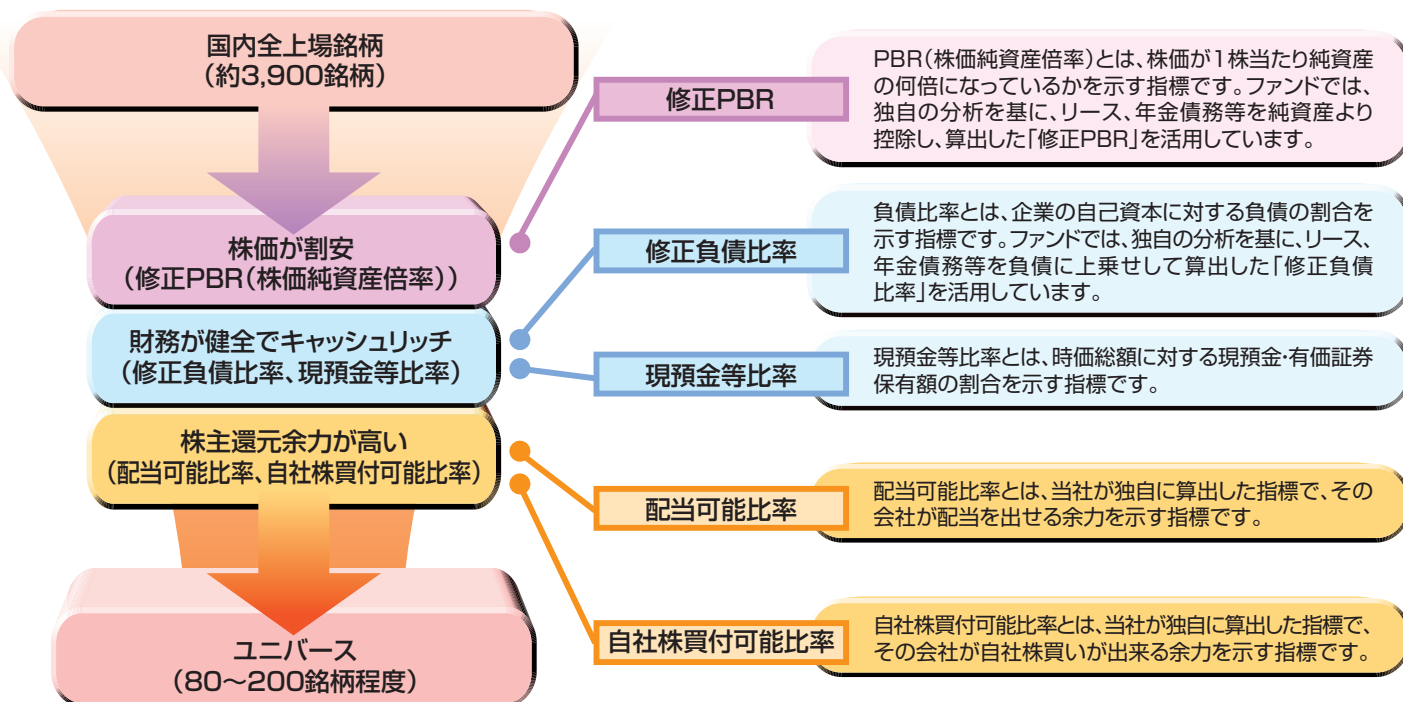 国内全上場銘柄
(約3,900銘柄)
株価が割安
(修正PBR(株価純資産倍率))
財務が健全でキャッシュリッチ
(修正負債比率、現預金等比率)
株主還元余力が高い
(配当可能比率、自社株買付可能比率)
ユニバース
(80〜200銘柄程度)
修正PBR
PBR(株価純資産倍率)とは、株価が1株当たり純資産
の何倍になっているかを示す指標です。ファンドでは、
独自の分析を基に、リース、年金債務等を純資産より
控除し、算出した「修正PBR」を活用しています。
修正負債比率
負債比率とは、企業の自己資本に対する負債の割合を
示す指標です。ファンドでは、独自の分析を基に、リース、
年金債務等を負債に上乗せして算出した「修正負債
比率」を活用しています。
現預金等比率
現預金等比率とは、時価総額に対する現預金・有価証券
保有額の割合を示す指標です。
配当可能比率
配当可能比率とは、当社が独自に算出した指標で、その
会社が配当を出せる余力を示す指標です。
自社株買付可能比率
自社株買付可能比率とは、当社が独自に算出した指標で、
その会社が自社株買いが出来る余力を示す指標です。